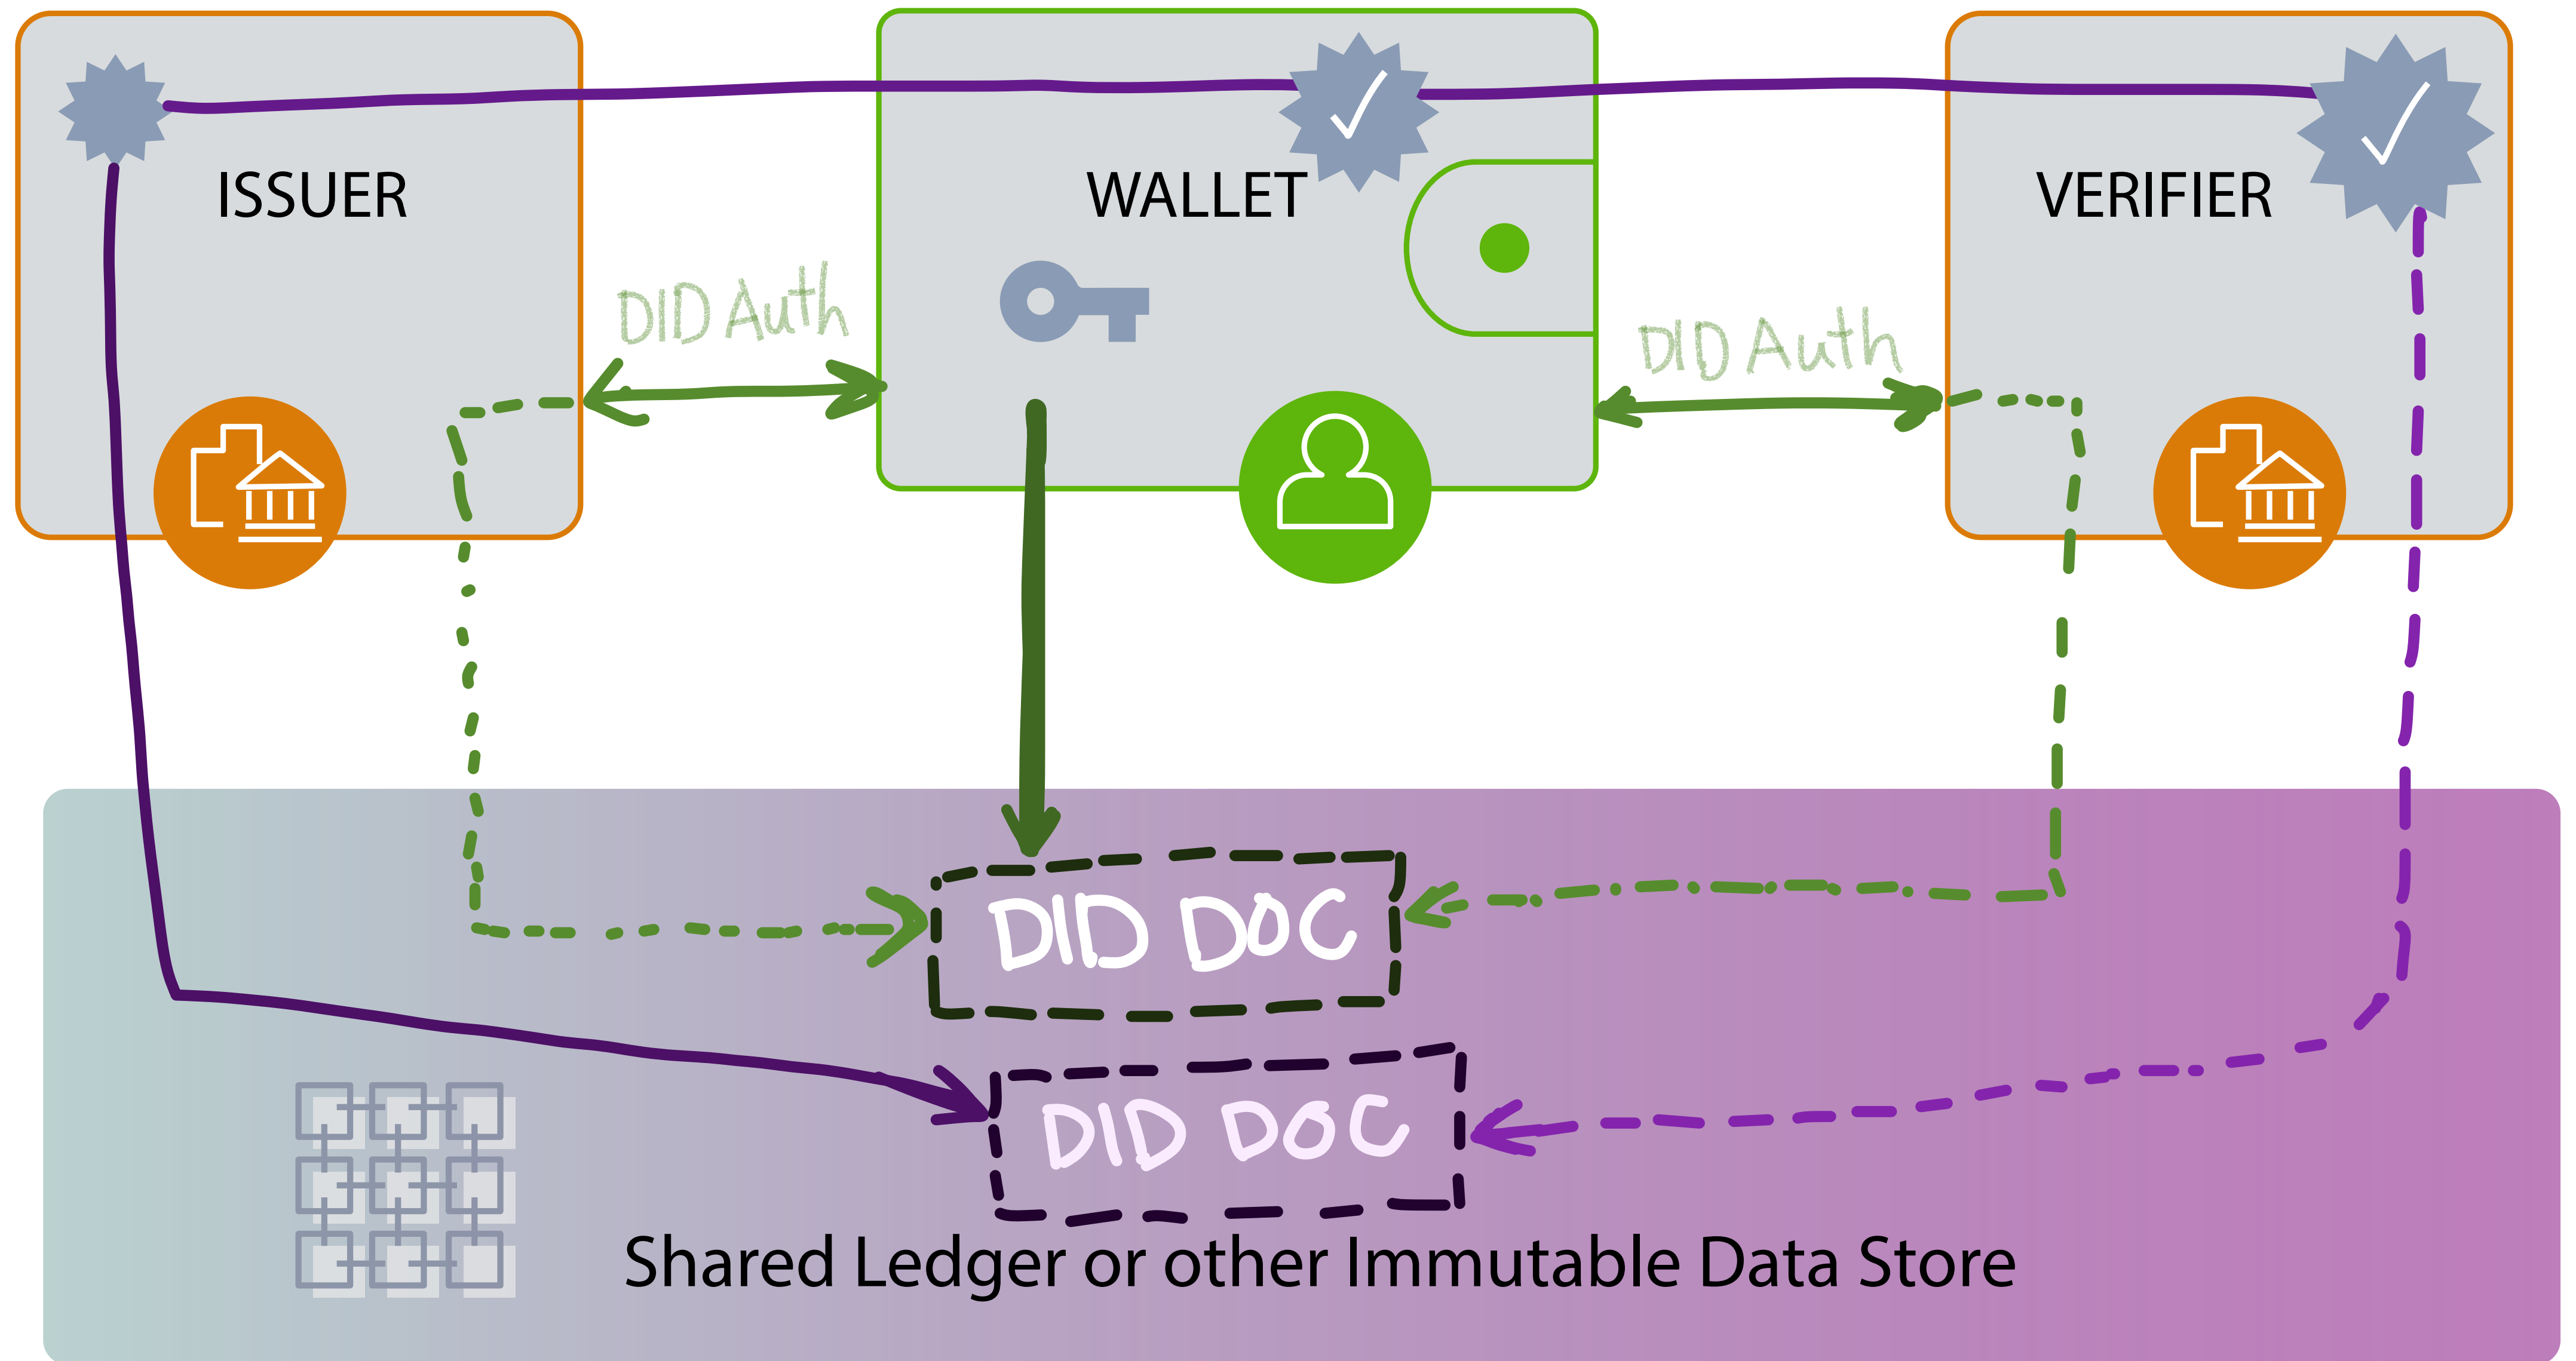 ISSUER
WALLET
VERIFIER
DID Auth
DID Auth
DID DOC
DID DOC
Shared Ledger or other Immutable Data Store